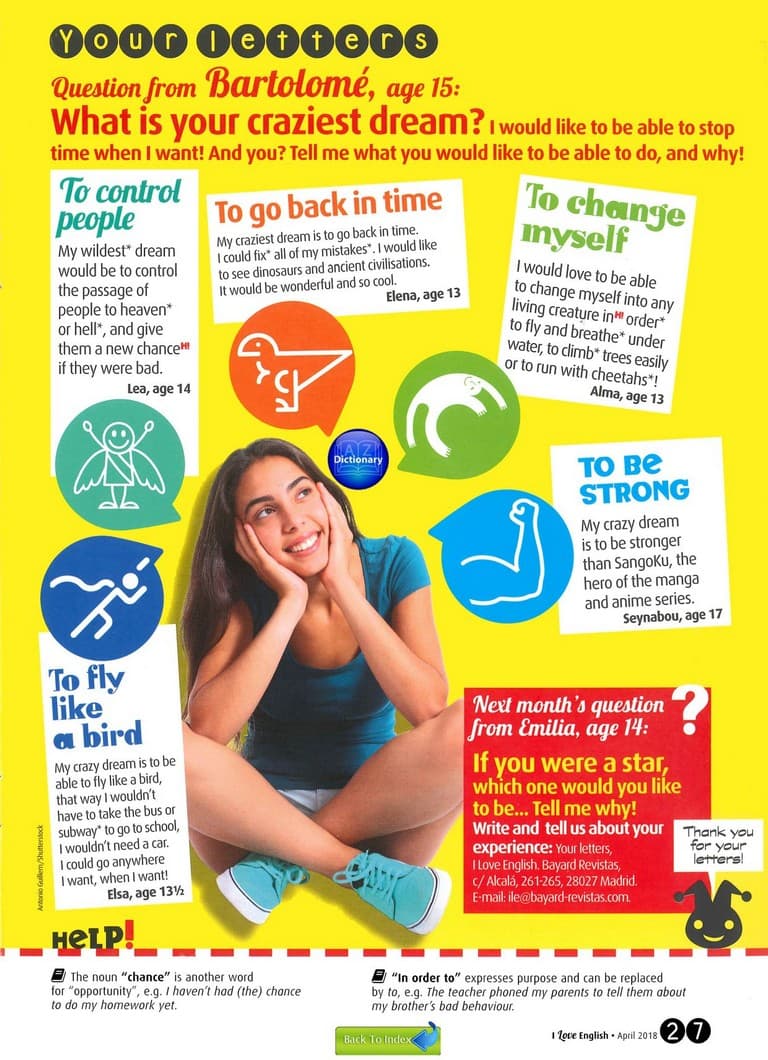 Your letters
Question from Bartolomé, age 15:
What is your craziest dream? I would like to be able to stop
time when I want! And you? Tell me what you would like to be able to do, and why!
To control
people
My wildest* dream
would be to control
the passage of
people to heaven*
or hell*, and give
them a new chanceH!
if they were bad.
Lea, age 14
To go back in time
My craziest dream is to go back in time.
I could fix* all of my mistakes*. I would like
to see dinosaurs and ancient civilisations.
It would be wonderful and so cool.
Elena, age 13
To change
myself
I would love to be able
to change myself into any
living creature inH! order*
to fly and breathe* under
water, to climb* trees easily
or to run with cheetahs*!
Alma, age 13
A Z
Dictionary
TO BE
STRONG
My crazy dream
is to be stronger
than SangoKu, the
hero of the manga
and anime series.
Seynabou, age 17
To fly
like
a bird
My crazy dream is to be
able to fly like a bird,
that way I wouldn't
have to take the bus or
subway* to go to school,
I wouldn't need a car.
I could go anywhere
I want, when I want!
Elsa, age 13½
Antonio Guillem/Shutterstock
Next month's question
from Emilia, age 14:
?
If you were a star,
which one would you like
to be... Tell me why!
Write and tell us about your
experience: Your letters,
I Love English. Bayard Revistas,
c/ Alcalá, 261-265, 28027 Madrid.
E-mail: ile@bayard-revistas.com.
Thank you
for your
letters!
HELP!
The noun "chance" is another word
for "opportunity", e.g. I haven't had (the) chance
to do my homework yet.
"In order to" expresses purpose and can be replaced
by to, e.g. The teacher phoned my parents to tell them about
my brother's bad behaviour.
Back To Index
I Love English • April 2018 27